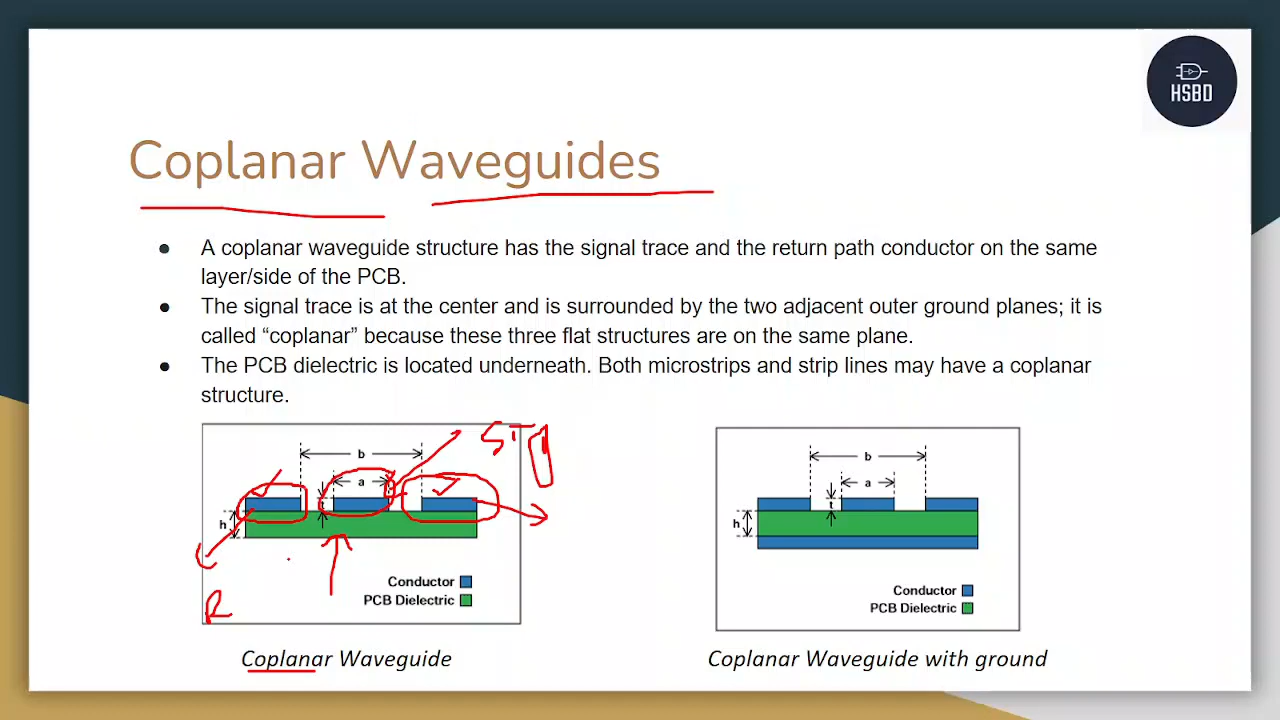 HSBD
Coplanar Waveguides
● A coplanar waveguide structure has the signal trace and the return path conductor on the same
layer/side of the PCB.
● The signal trace is at the center and is surrounded by the two adjacent outer ground planes; it is
called “coplanar” because these three flat structures are on the same plane.
● The PCB dielectric is located underneath. Both microstrips and strip lines may have a coplanar
structure.
b
a
t
h
R
Conductor
PCB Dielectric
Coplanar Waveguide
b
a
t
h
Conductor
PCB Dielectric
Coplanar Waveguide with ground